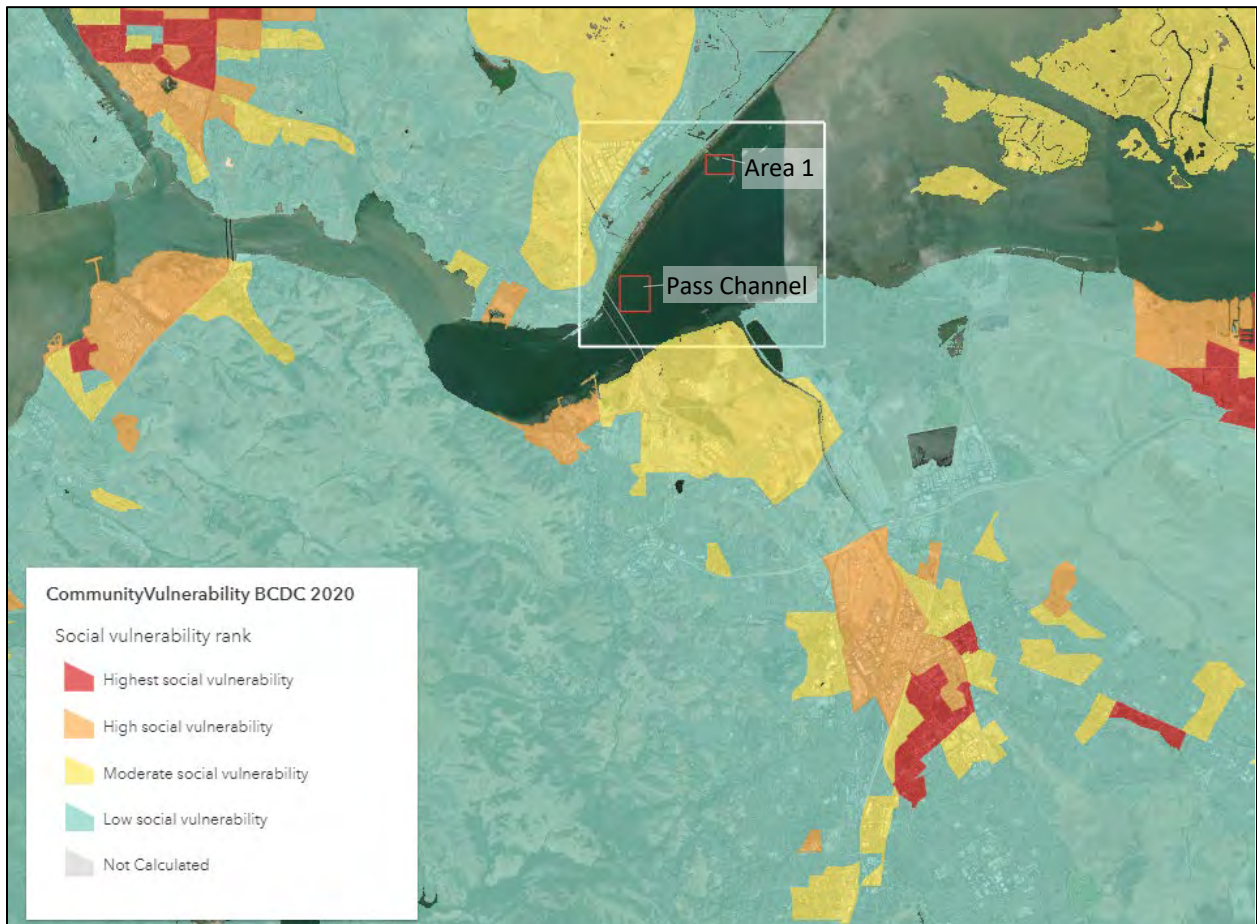 Area 1
Pass Channel
CommunityVulnerability BCDC 2020
Social vulnerability rank
Highest social vulnerability
High social vulnerability
Moderate social vulnerability
Low social vulnerability
Not Calculated